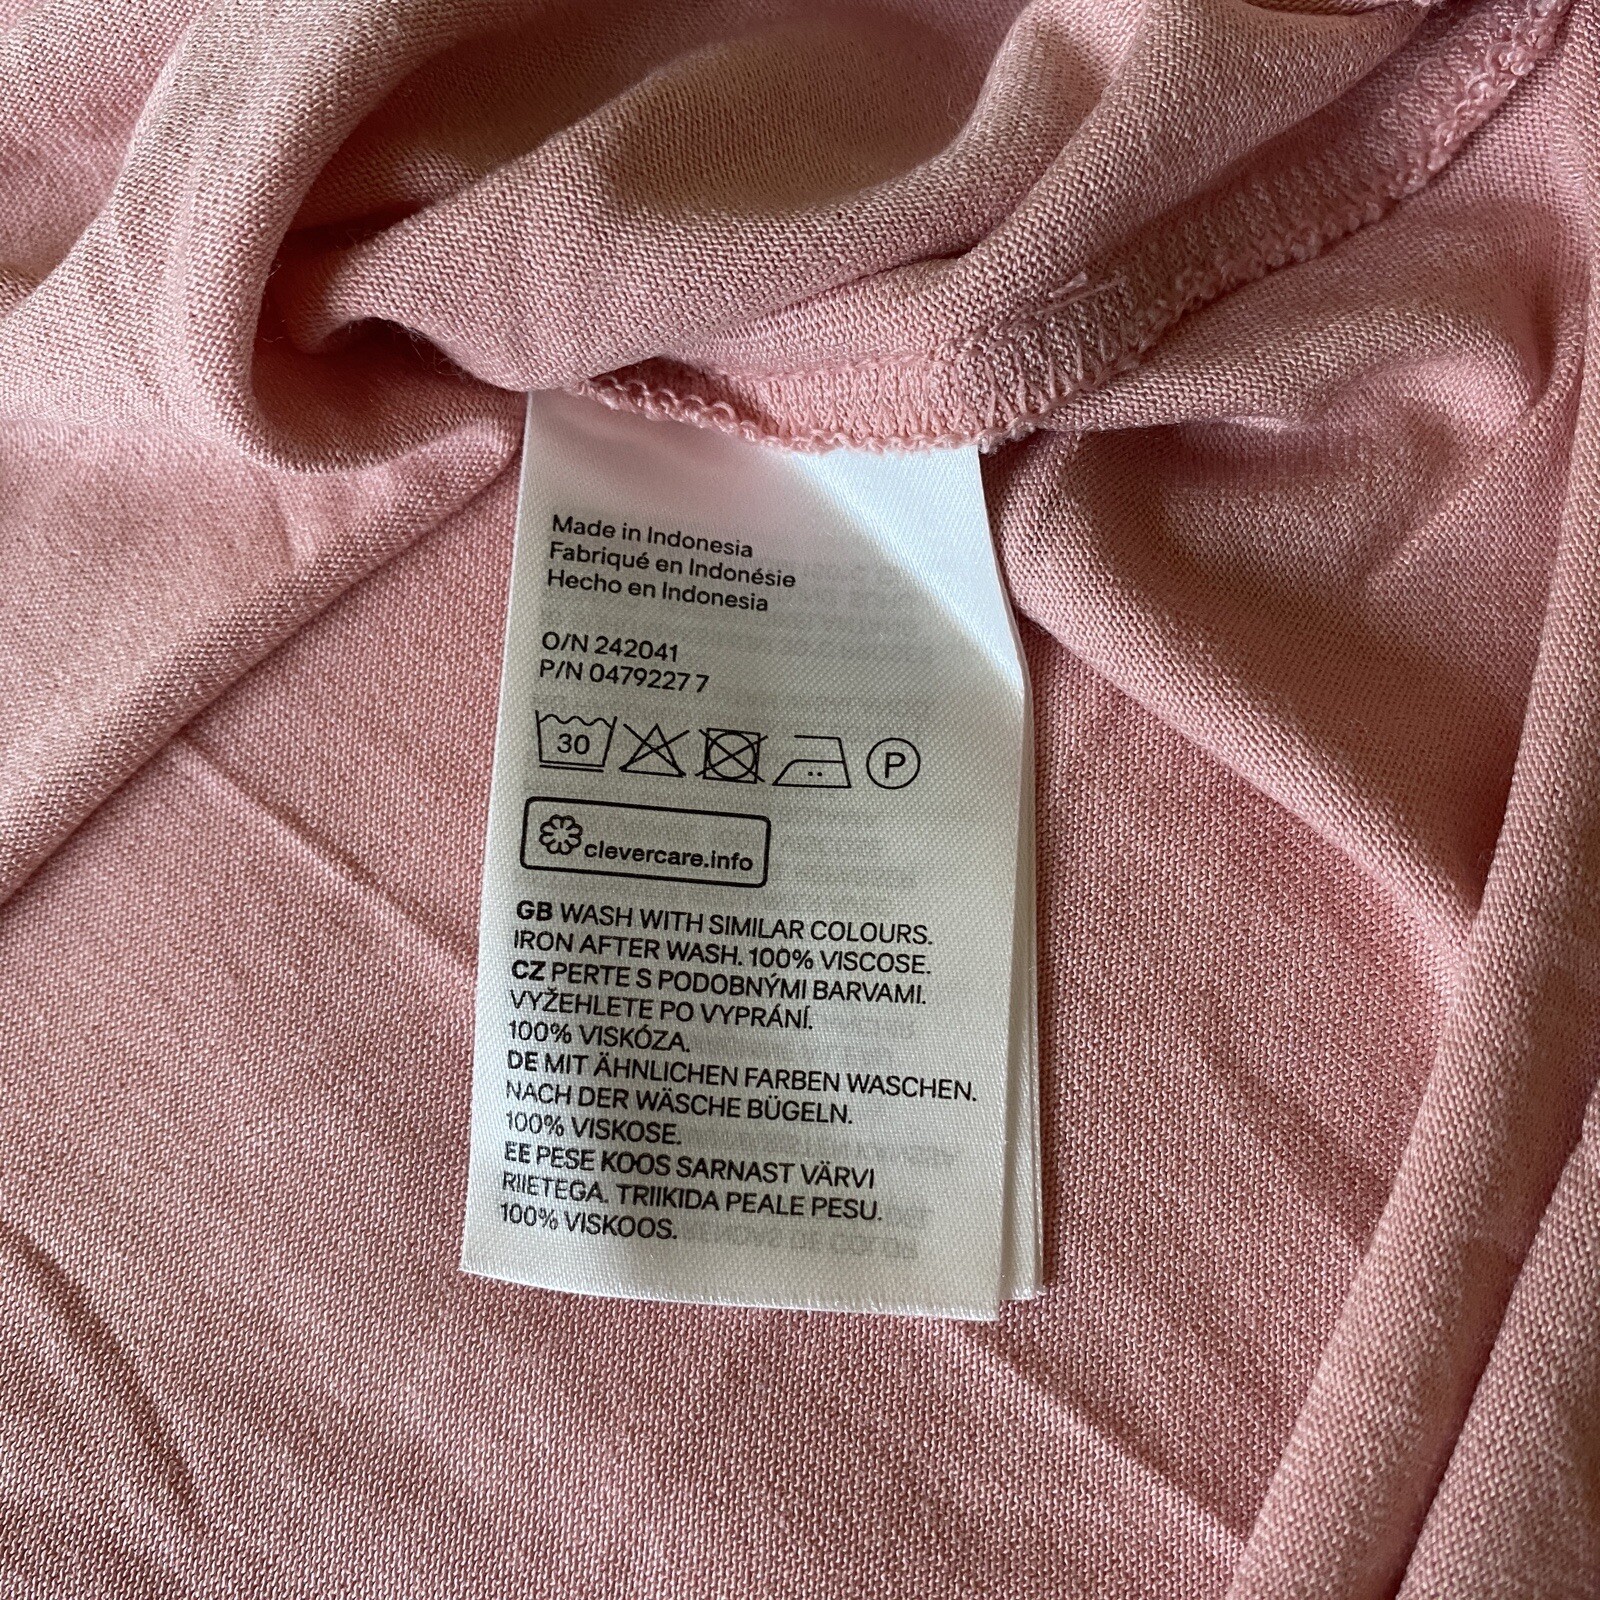 Made in Indonesia
Fabriqué en Indonésie
Hecho en Indonesia
O/N 242041
P/N 0479227 7
30
P
clevercare.info
GB WASH WITH SIMILAR COLOURS.
IRON AFTER WASH. 100% VISCOSE.
CZ PERTE S PODOBNÝMI BARVAMI.
VYŽEHLETE PO VYPRÁNÍ.
100% VISKÓZA.
DE MIT ÄHNLICHEN FARBEN WASCHEN.
NACH DER WÄSCHE BÜGELN.
100% VISKOSE.
EE PESE KOOS SARNAST VÄRVI
RIIETEGA. TRIIKIDA PEALE PESU.
100% VISKOOS.